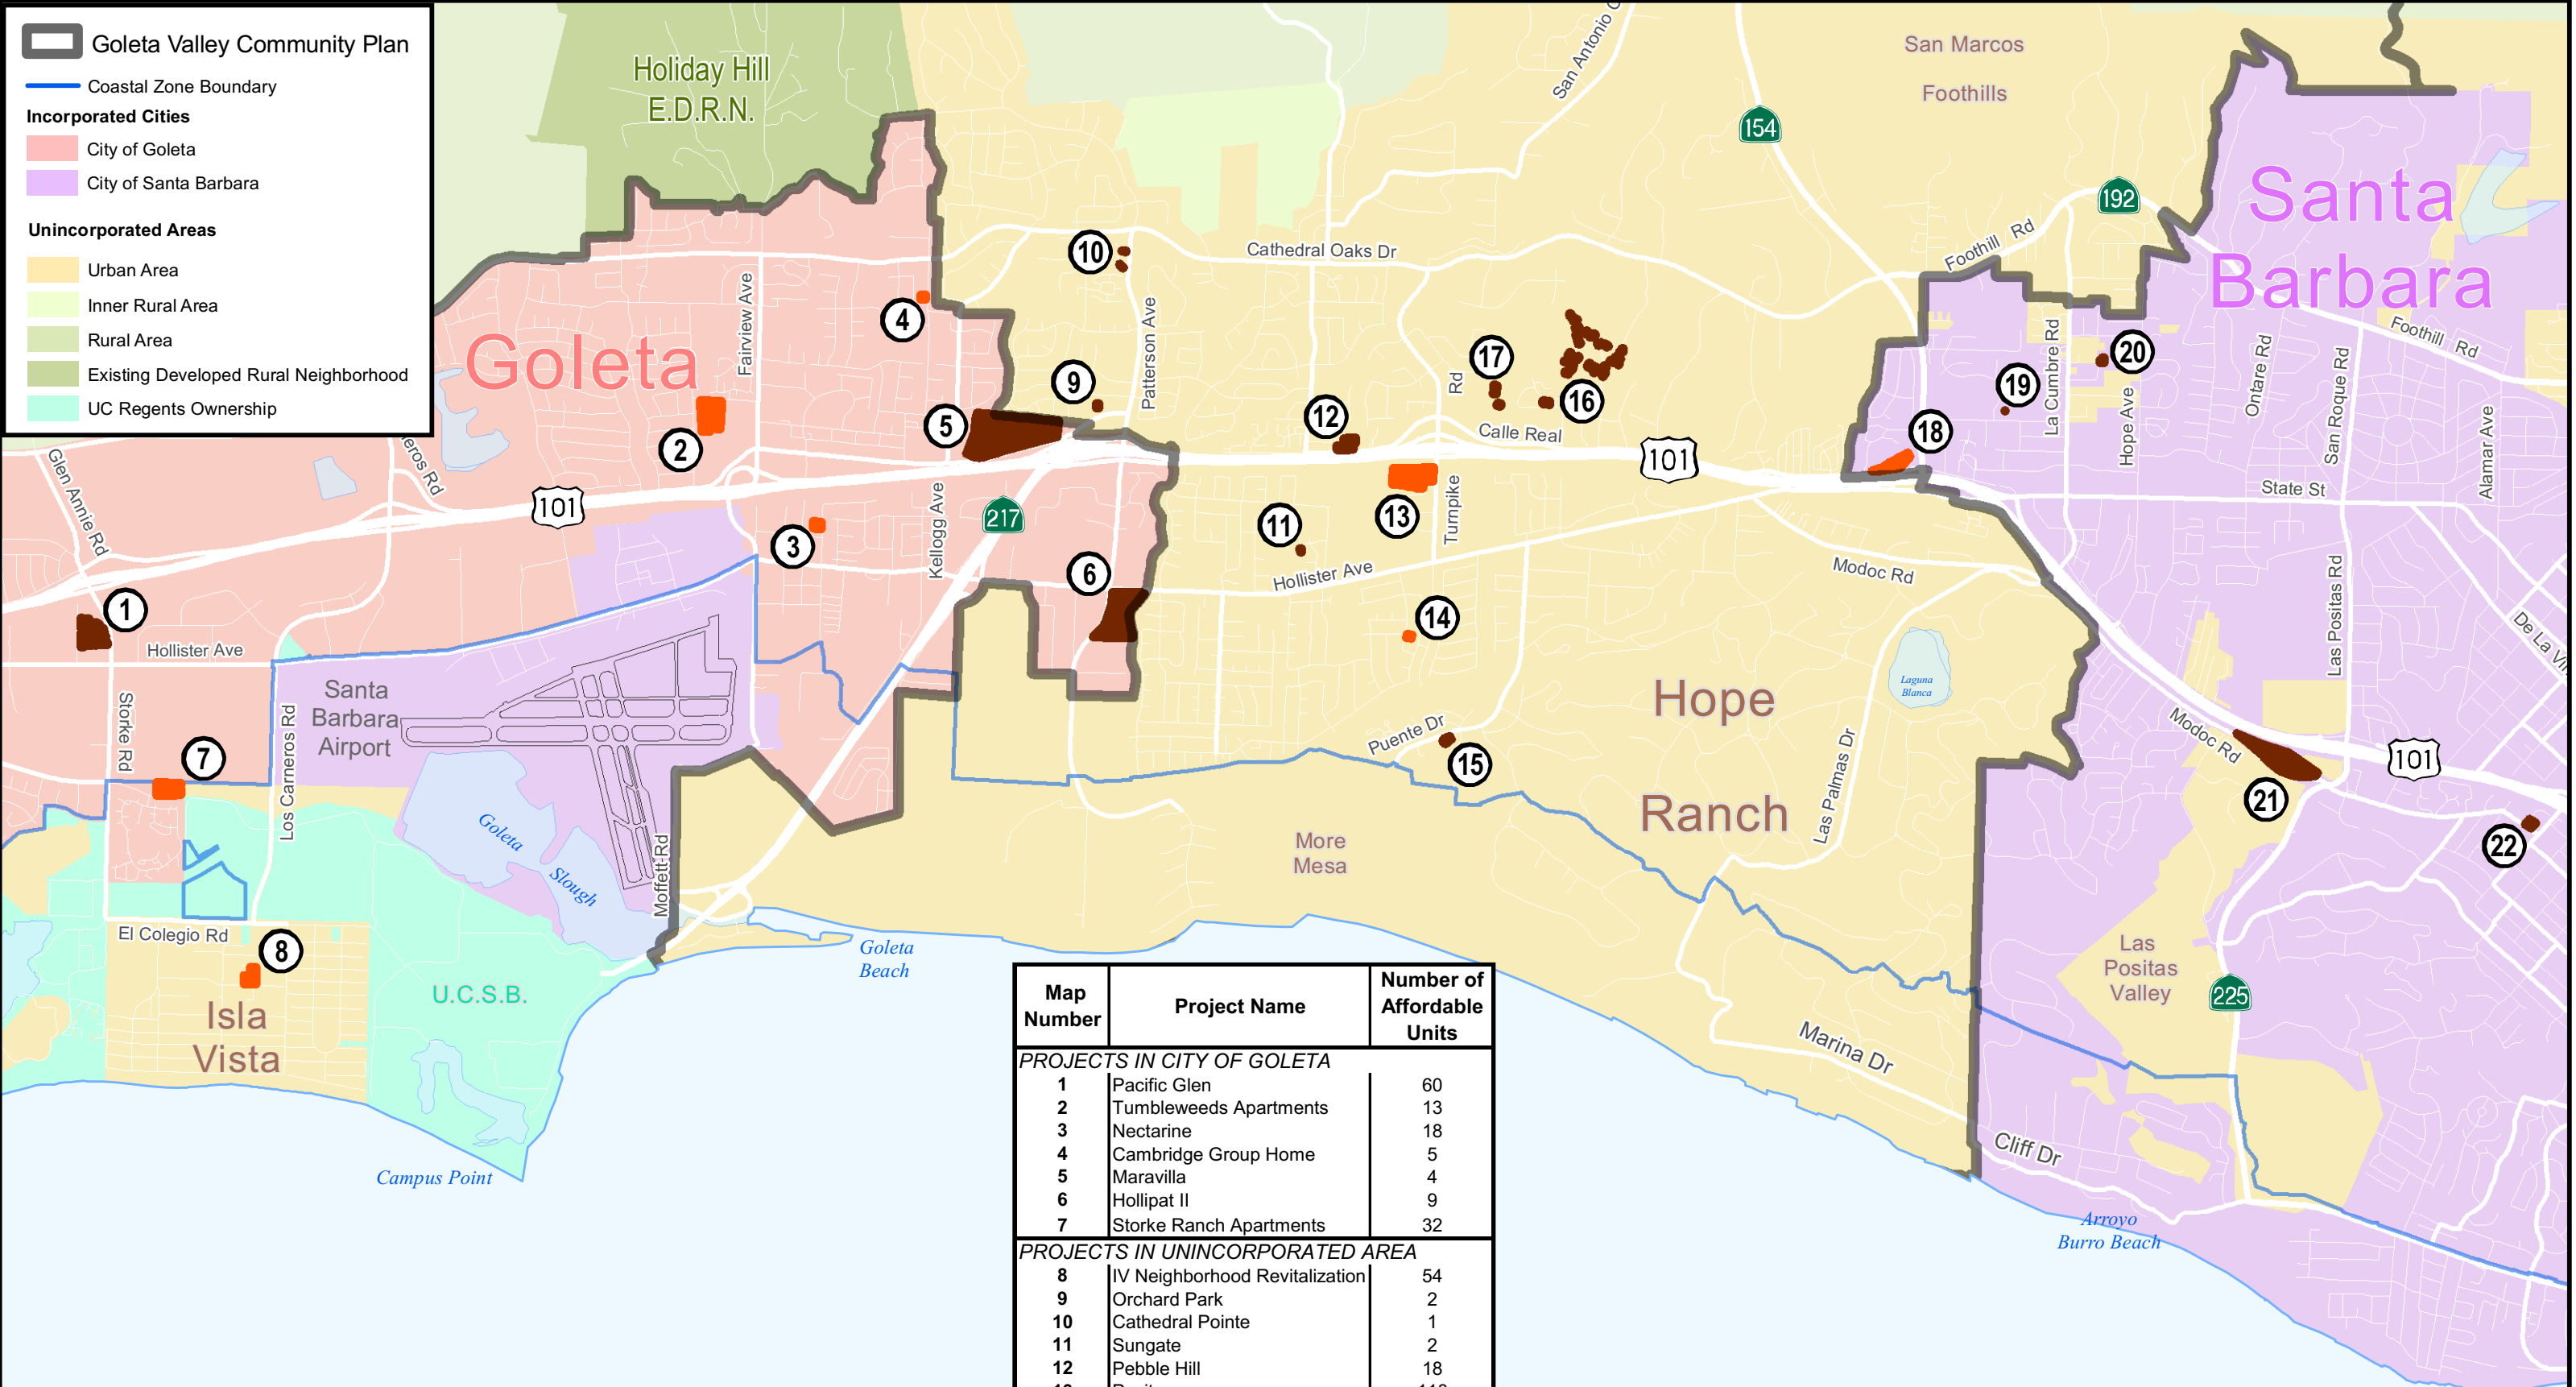 Goleta Valley Community Plan
Coastal Zone Boundary
Incorporated Cities
City of Goleta
City of Santa Barbara
Unincorporated Areas
Urban Area
Inner Rural Area
Rural Area
Existing Developed Rural Neighborhood
UC Regents Ownership
Holiday Hill
E.D.R.N.
San Marcos
Foothills
154
192
Santa
Barbara
Foothill Rd
Foothill Rd
10
Cathedral Oaks Dr
Fairview Ave
Patterson Ave
4
Goleta
2
5
9
17
Rd
16
12
Calle Real
18
19
La Cumbre Rd
20
Hope Ave
Ontare Rd
San Roque Rd
Alamar Ave
State St
Glen Annie Rd
101
3
Kellogg Ave
217
6
11
13
Turnpike
101
Hollister Ave
14
Modoc Rd
Las Positas Rd
1
Hollister Ave
Storke Rd
Los Carneros Rd
Santa
Barbara
Airport
7
Moffett Rd
Goleta
Slough
Puente Dr
15
Hope
Ranch
Laguna
Blanca
Las Palmas Dr
Modoc Rd
21
101
22
More
Mesa
El Colegio Rd
8
Isla
Vista
U.C.S.B.
Goleta
Beach
Campus Point
Las
Positas
Valley
225
Marina Dr
Cliff Dr
Arroyo
Burro Beach
Map Number Project Name Number of Affordable Units
PROJECTS IN CITY OF GOLETA
1 Pacific Glen 60
2 Tumbleweeds Apartments 13
3 Nectarine 18
4 Cambridge Group Home 5
5 Maravilla 4
6 Hollipat II 9
7 Storke Ranch Apartments 32
PROJECTS IN UNINCORPORATED AREA
8 IV Neighborhood Revitalization 54
9 Orchard Park 2
10 Cathedral Pointe 1
11 Sungate 2
12 Pebble Hill 18